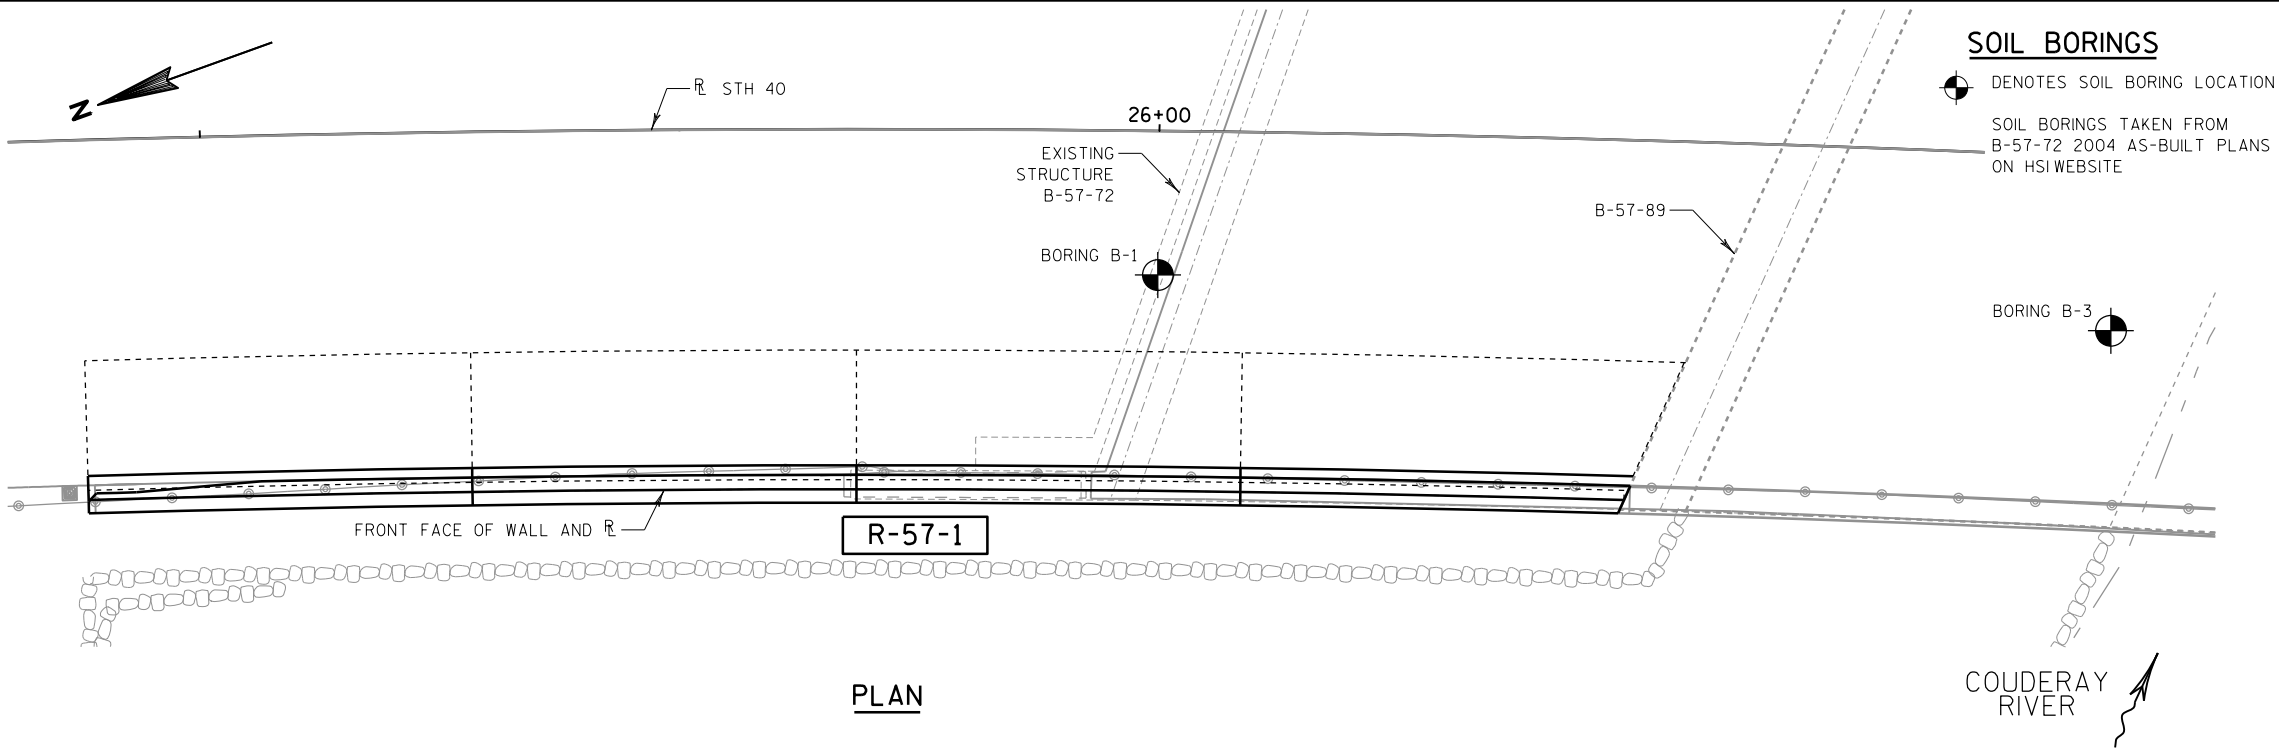 SOIL BORINGS
DENOTES SOIL BORING LOCATION
SOIL BORINGS TAKEN FROM
B-57-72 2004 AS-BUILT PLANS
ON HSI WEBSITE
N
RL STH 40
26+00
EXISTING
STRUCTURE
B-57-72
B-57-89
BORING B-1
BORING B-3
FRONT FACE OF WALL AND RL
R-57-1
PLAN
COUDERAY
RIVER